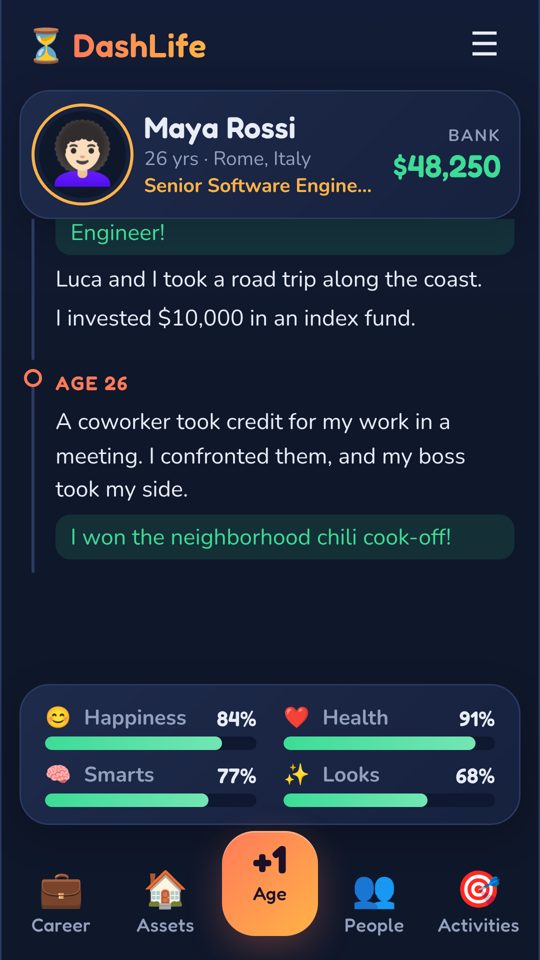 DashLife
Maya Rossi
26 yrs · Rome, Italy
Senior Software Engine...
BANK
$48,250
Engineer!
Luca and I took a road trip along the coast.
I invested $10,000 in an index fund.
AGE 26
A coworker took credit for my work in a
meeting. I confronted them, and my boss
took my side.
I won the neighborhood chili cook-off!
Happiness 84%
Health 91%
Smarts 77%
Looks 68%
Career
Assets
+1
Age
People
Activities